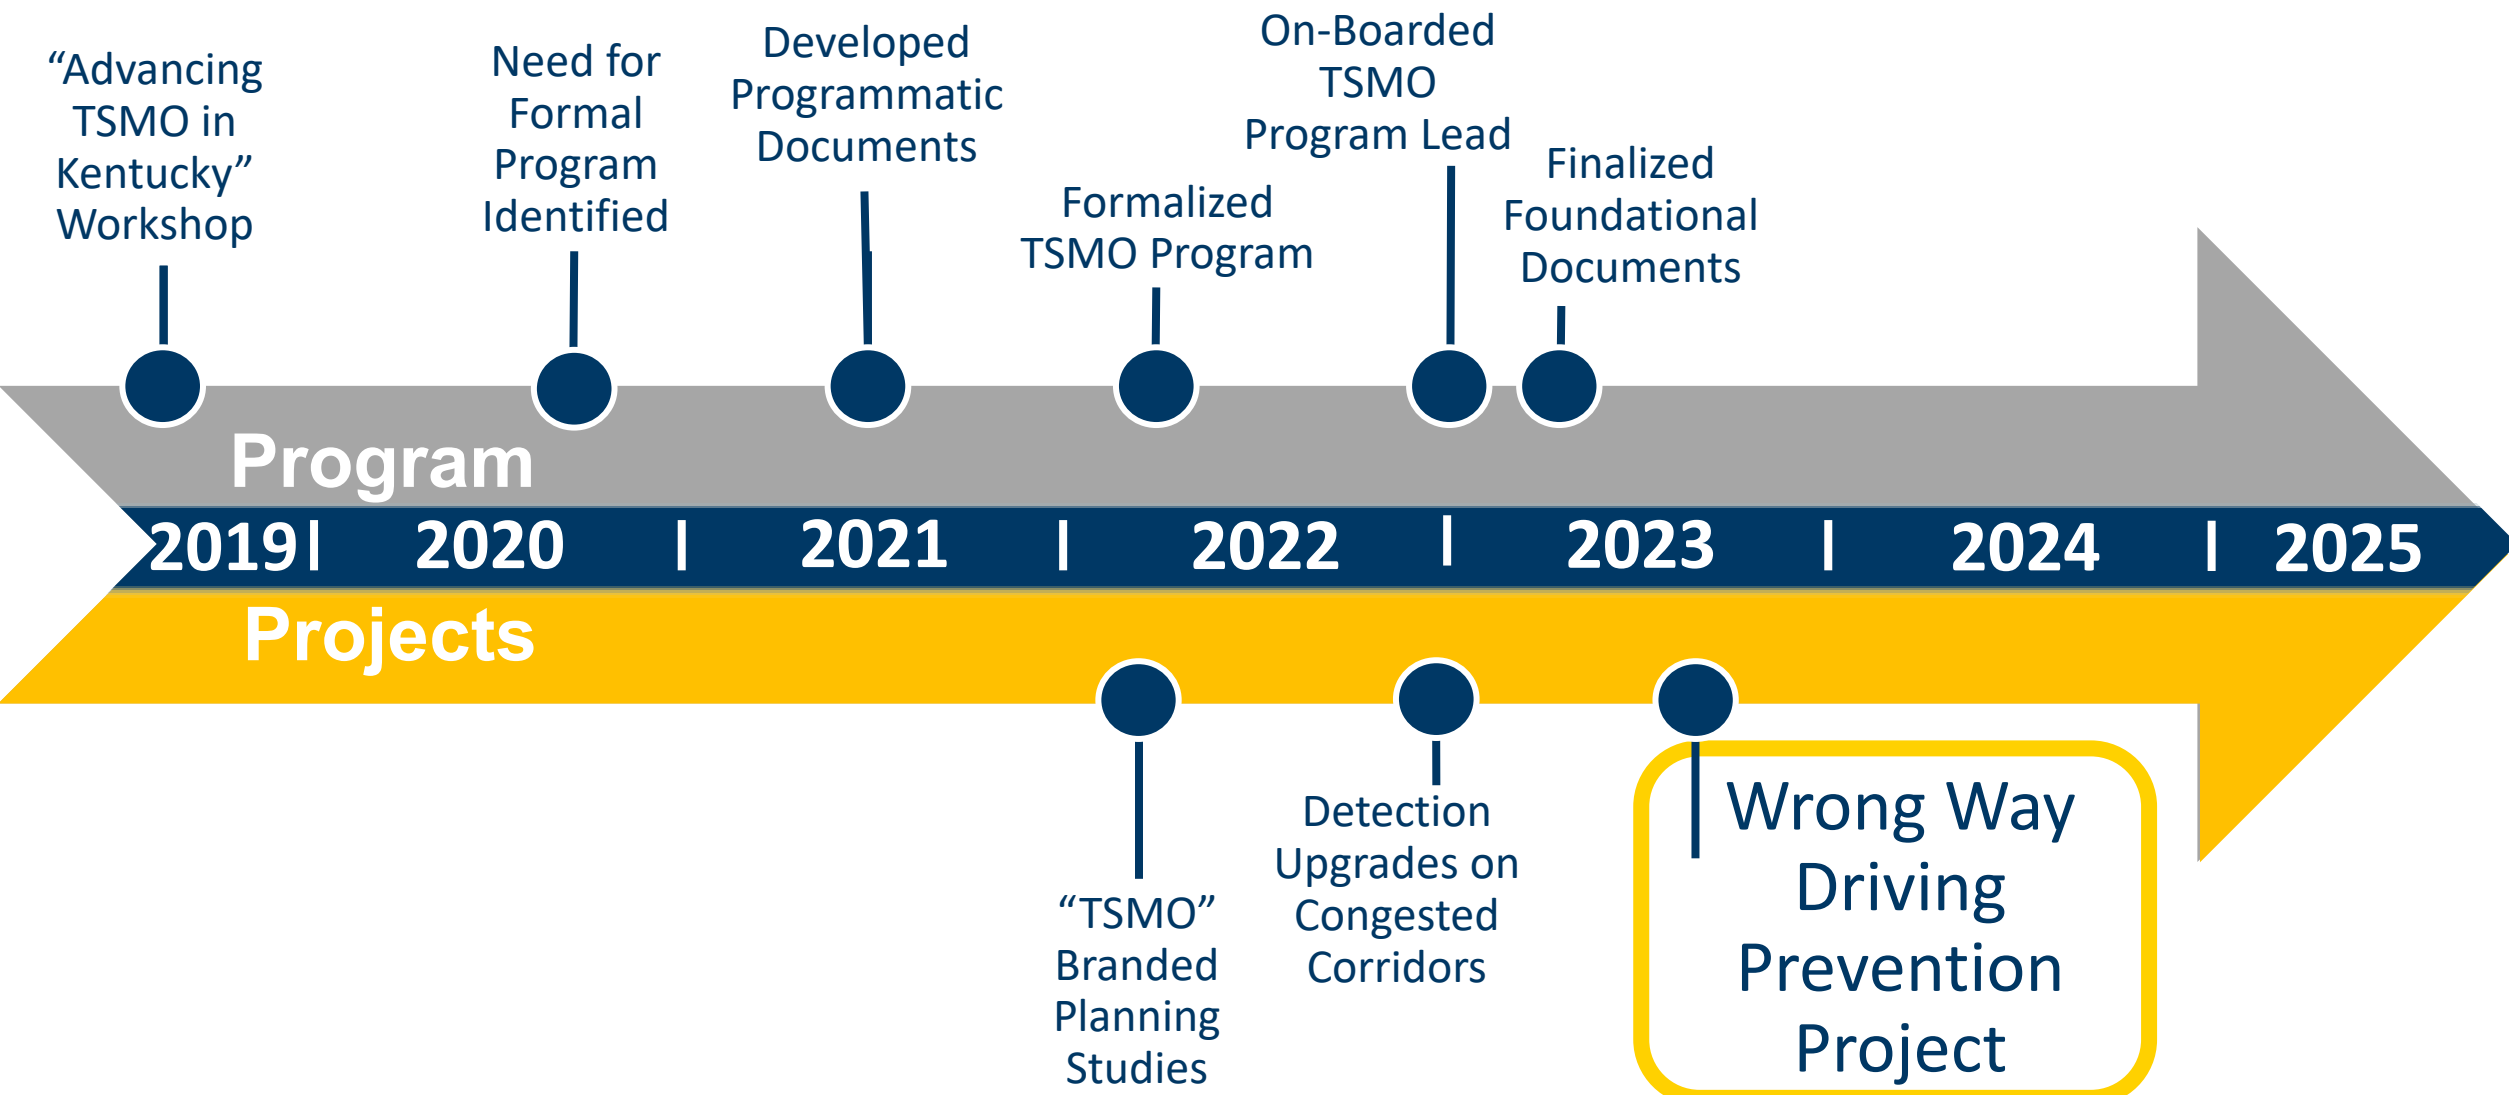 “Advancing
TSMO in
Kentucky”
Workshop
Need for
Formal
Program
Identified
Developed
Programmatic
Documents
Formalized
TSMO Program
On-Boarded
TSMO
Program Lead
Finalized
Foundational
Documents
Program
2019 | 2020 | 2021 | 2022 | 2023 | 2024 | 2025
Projects
“TSMO”
Branded
Planning
Studies
Detection
Upgrades on
Congested
Corridors
Wrong Way
Driving
Prevention
Project